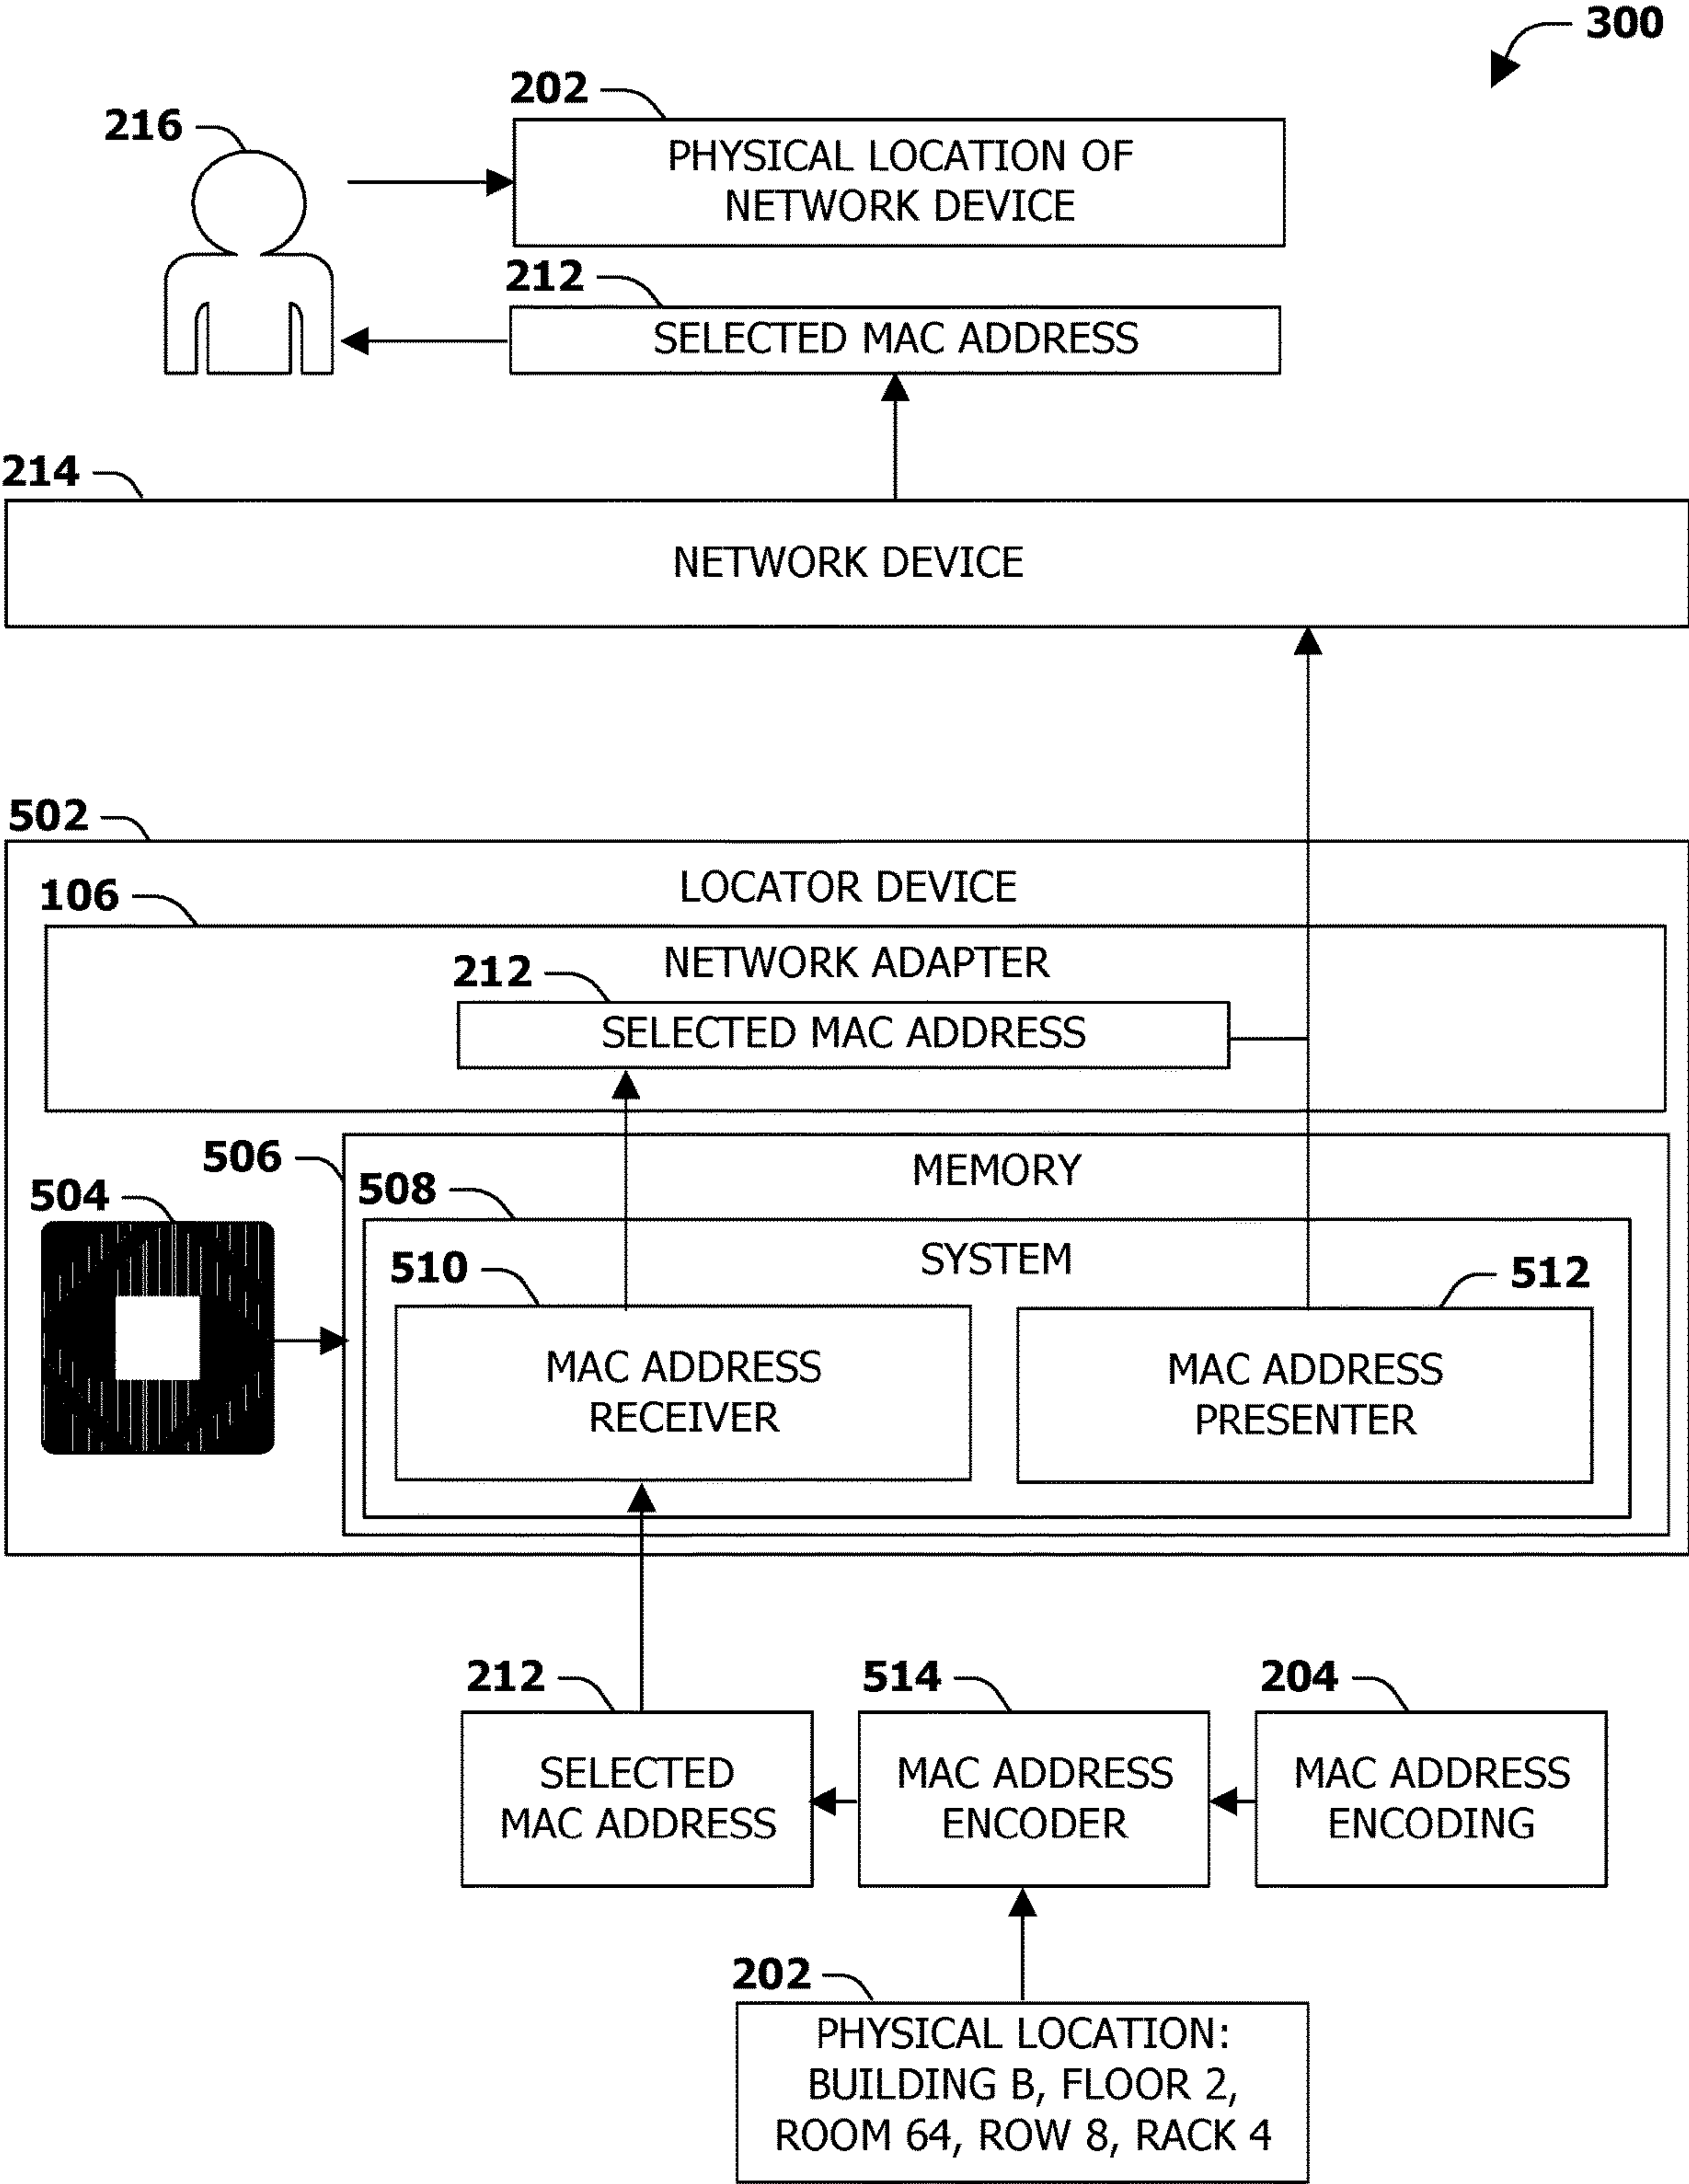 300
202
216
PHYSICAL LOCATION OF
NETWORK DEVICE
212
SELECTED MAC ADDRESS
214
NETWORK DEVICE
502
LOCATOR DEVICE
106
NETWORK ADAPTER
212
SELECTED MAC ADDRESS
506
MEMORY
504
508
SYSTEM
510
512
MAC ADDRESS
RECEIVER
MAC ADDRESS
PRESENTER
212
514
204
SELECTED
MAC ADDRESS
MAC ADDRESS
ENCODER
MAC ADDRESS
ENCODING
202
PHYSICAL LOCATION:
BUILDING B, FLOOR 2,
ROOM 64, ROW 8, RACK 4